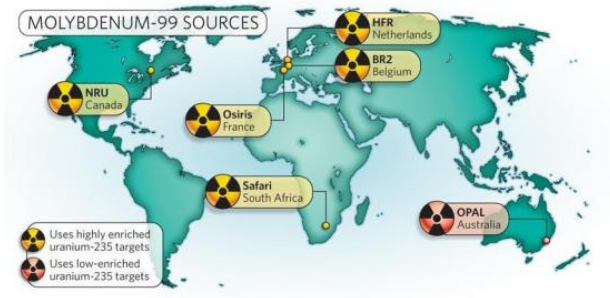 MOLYBDENUM-99 SOURCES
HFR
Netherlands
BR2
Belgium
NRU
Canada
Osiris
France
Safari
South Africa
OPAL
Australia
Uses highly enriched
uranium-235 targets
Uses low-enriched
uranium-235 targets